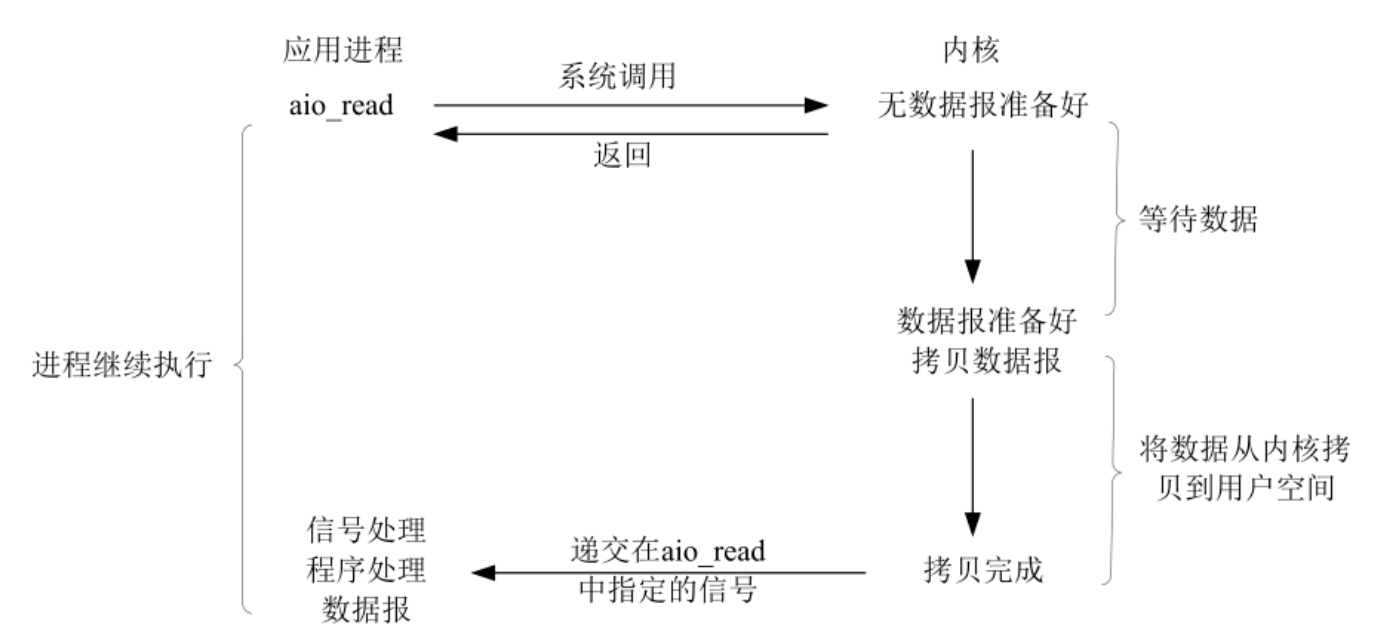 应用进程
内核
系统调用
aio_read
无数据报准备好
返回
等待数据
数据报准备好
进程继续执行
拷贝数据报
将数据从内核拷
贝到用户空间
信号处理
程序处理
数据报
递交在aio_read
中指定的信号
拷贝完成